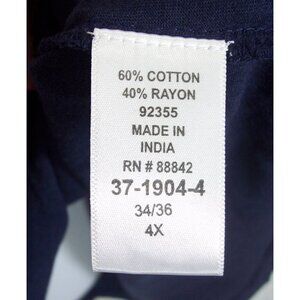 60% COTTON
40% RAYON
92355
MADE IN
INDIA
RN # 88842
37-1904-4
34/36
4X